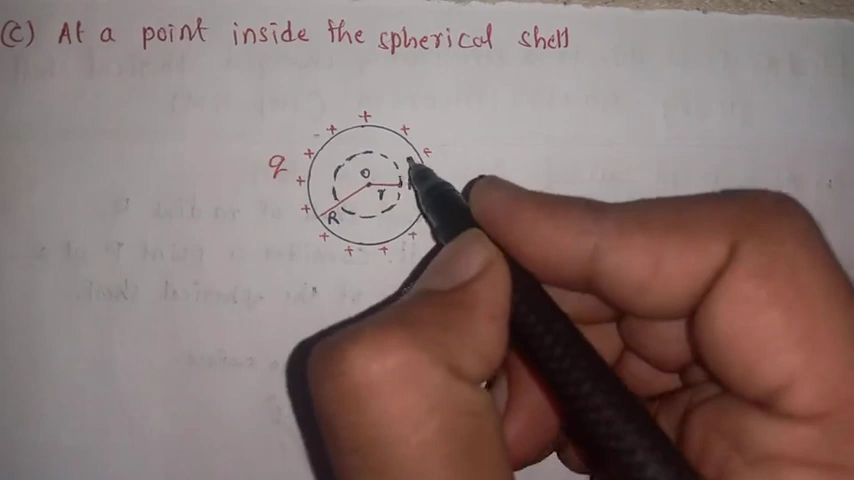 (C) At a point inside the spherical shell
+ + +
+ +
q + O
+ r
R
+ + + + +